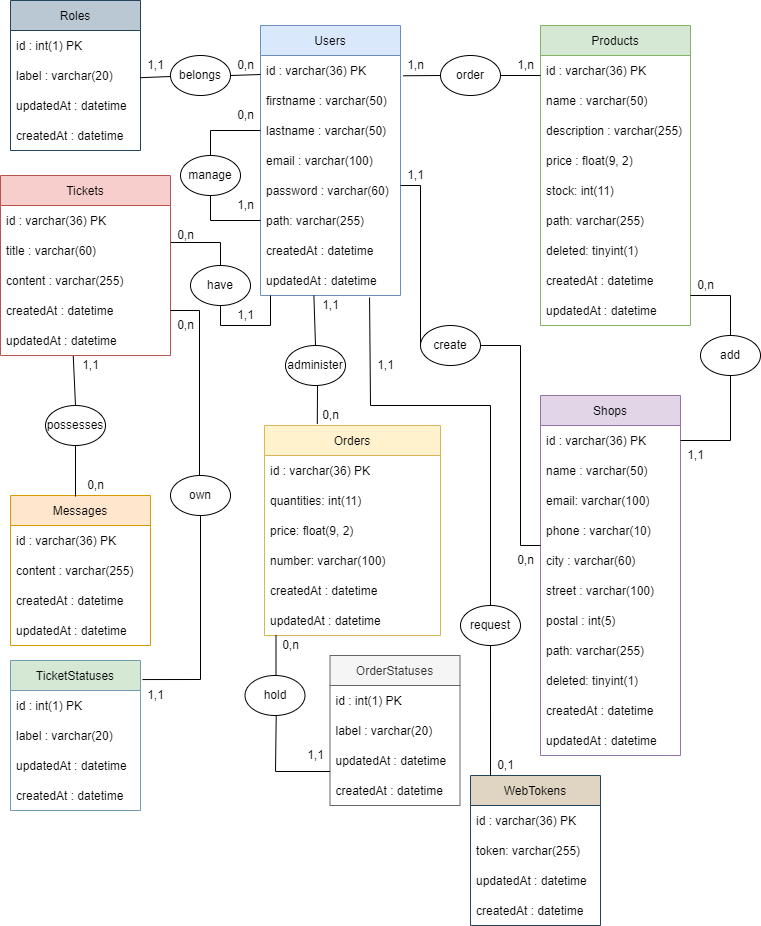 Roles
id : int(1) PK
label : varchar(20)
updatedAt : datetime
createdAt : datetime
1,1
belongs
0,n
Users
id : varchar(36) PK
firstname : varchar(50)
lastname : varchar(50)
email : varchar(100)
password : varchar(60)
path: varchar(255)
createdAt : datetime
updatedAt : datetime
1,n
order
1,n
Products
id : varchar(36) PK
name : varchar(50)
description : varchar(255)
price : float(9, 2)
stock: int(11)
path: varchar(255)
deleted: tinyint(1)
createdAt : datetime
updatedAt : datetime
0,n
manage
1,n
Tickets
id : varchar(36) PK
title : varchar(60)
content : varchar(255)
createdAt : datetime
updatedAt : datetime
0,n
have
1,1
1,1
create
0,n
0,n
add
1,1
1,1
administer
0,n
1,1
request
0,1
1,1
possesses
0,n
0,n
own
1,1
Orders
id : varchar(36) PK
quantities: int(11)
price: float(9, 2)
number: varchar(100)
createdAt : datetime
updatedAt : datetime
Shops
id : varchar(36) PK
name : varchar(50)
email: varchar(100)
phone : varchar(10)
city : varchar(60)
street : varchar(100)
postal : int(5)
path: varchar(255)
deleted: tinyint(1)
createdAt : datetime
updatedAt : datetime
Messages
id : varchar(36) PK
content : varchar(255)
createdAt : datetime
updatedAt : datetime
TicketStatuses
id : int(1) PK
label : varchar(20)
updatedAt : datetime
createdAt : datetime
0,n
hold
1,1
OrderStatuses
id : int(1) PK
label : varchar(20)
updatedAt : datetime
createdAt : datetime
WebTokens
id : varchar(36) PK
token: varchar(255)
updatedAt : datetime
createdAt : datetime